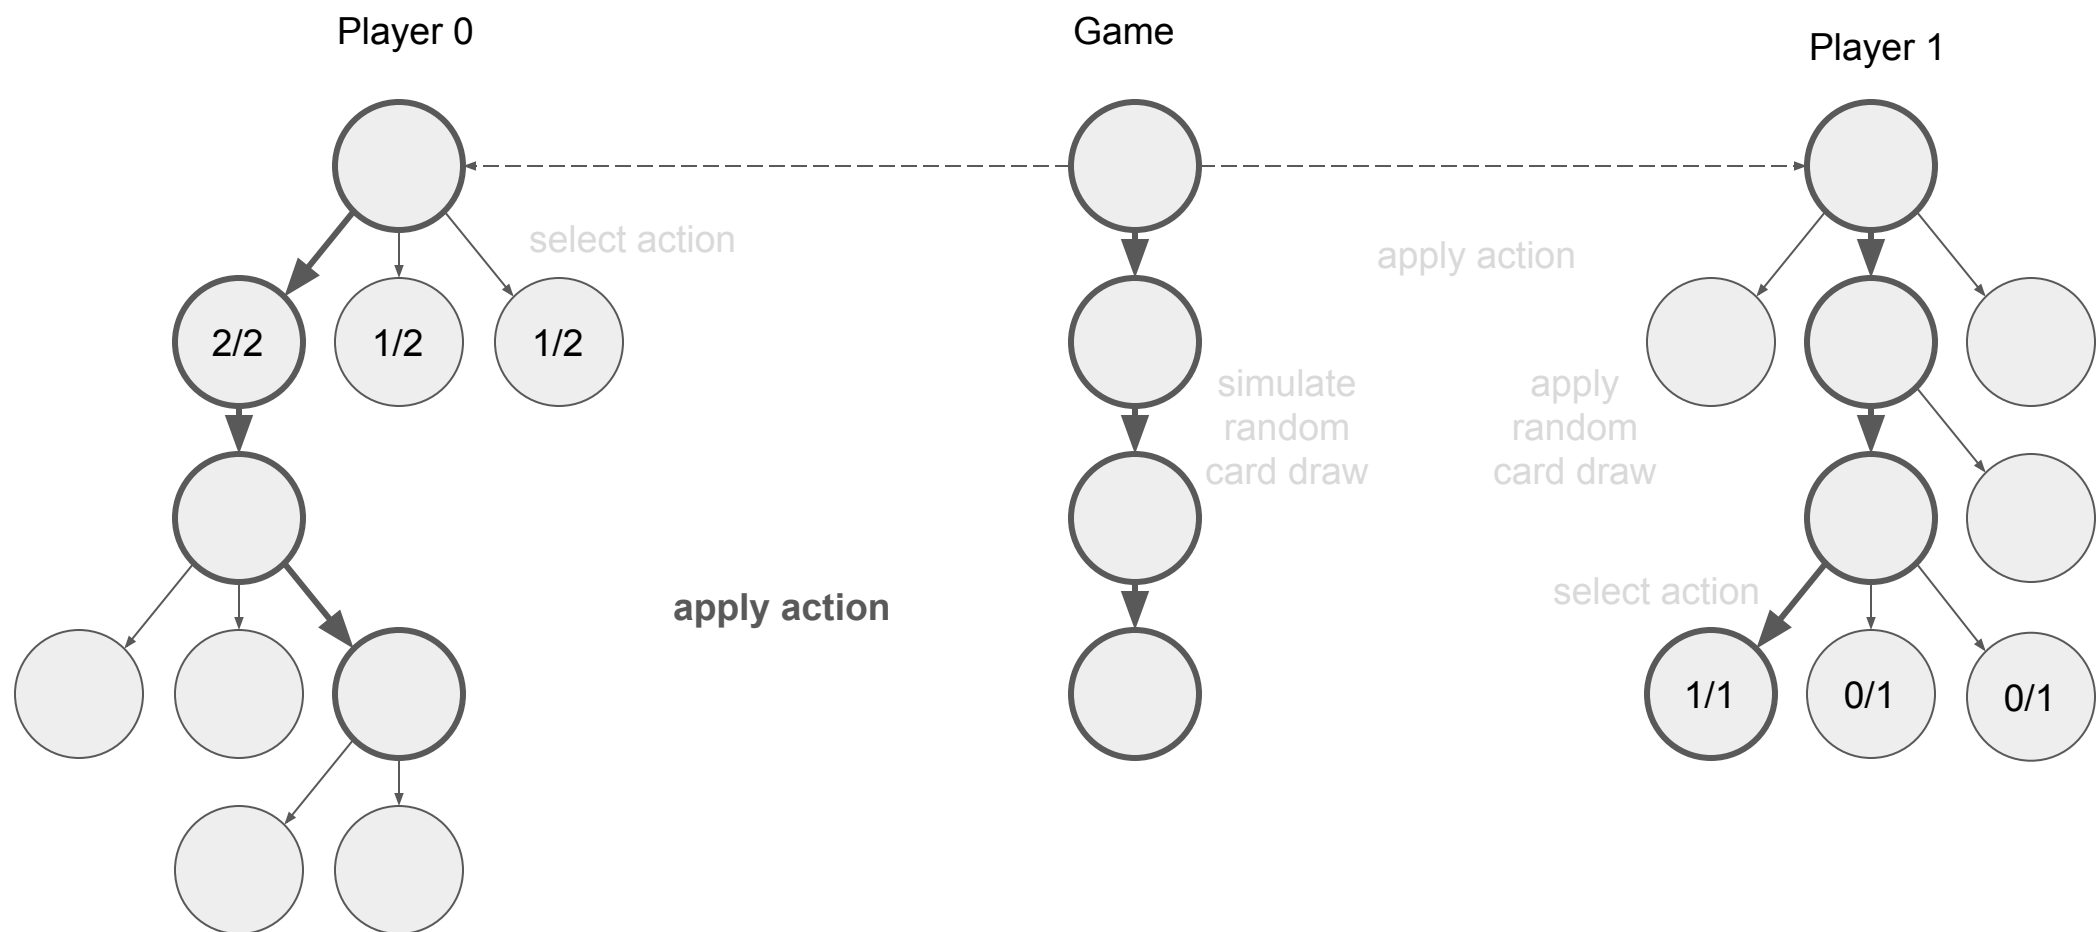 Player 0
Game
Player 1
select action
apply action
2/2
1/2
1/2
simulate
random
card draw
apply
random
card draw
apply action
select action
1/1
0/1
0/1